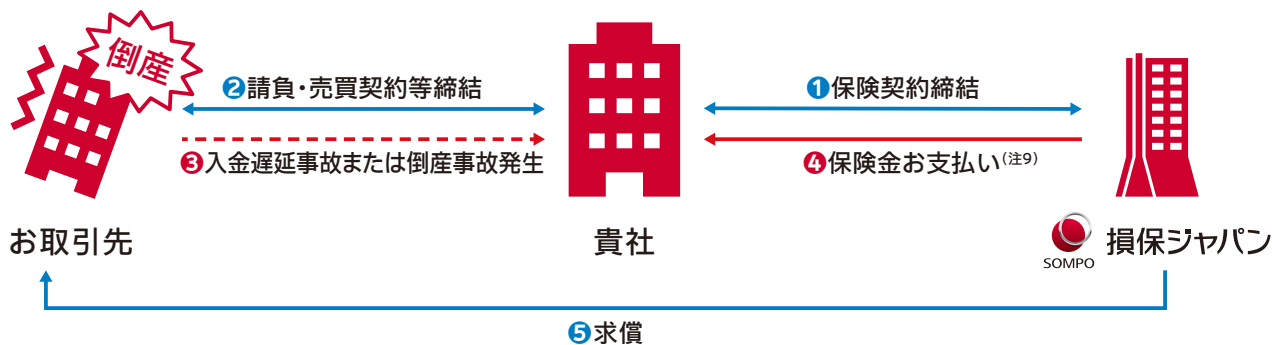 倒産
❷請負・売買契約等締結
❶保険契約締結
❸入金遅延事故または倒産事故発生
❹保険金お支払い(注9)
お取引先
貴社
SOMPO
損保ジャパン
❺求償